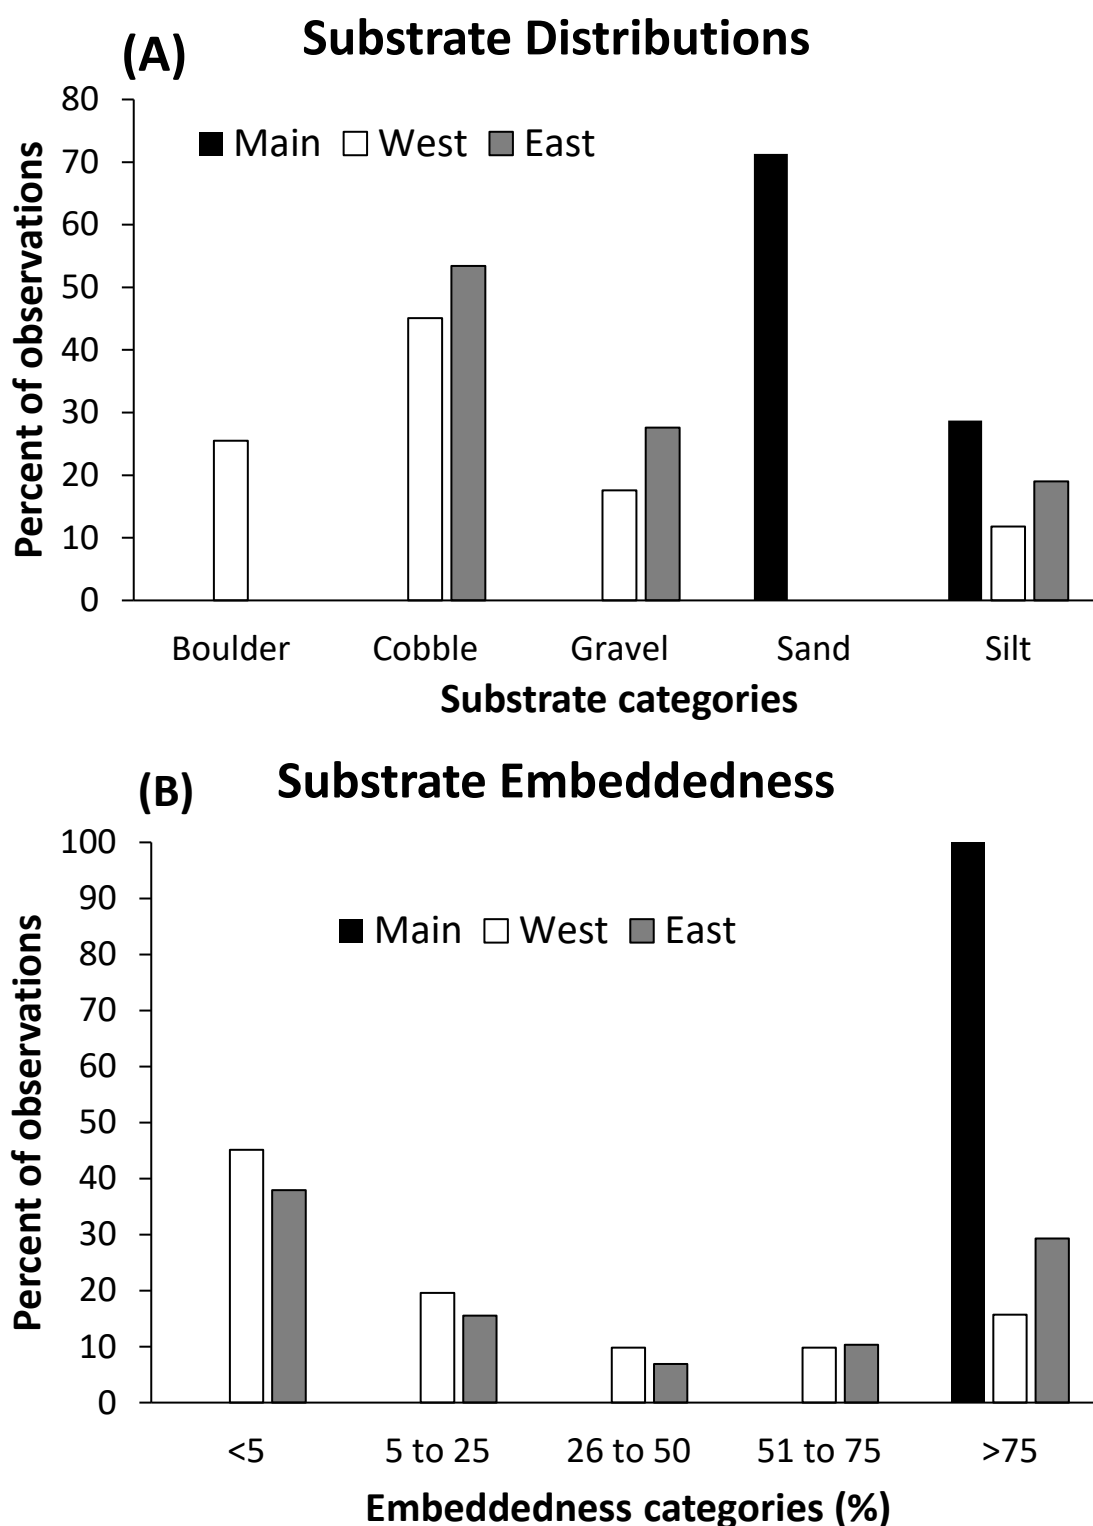 (A) Substrate Distributions
Percent of observations
80
70
60
50
40
30
20
10
0
Main West East
Boulder Cobble Gravel Sand Silt
Substrate categories
(B) Substrate Embeddedness
Percent of observations
100
90
80
70
60
50
40
30
20
10
0
Main West East
<5 5 to 25 26 to 50 51 to 75 >75
Embeddedness categories (%)